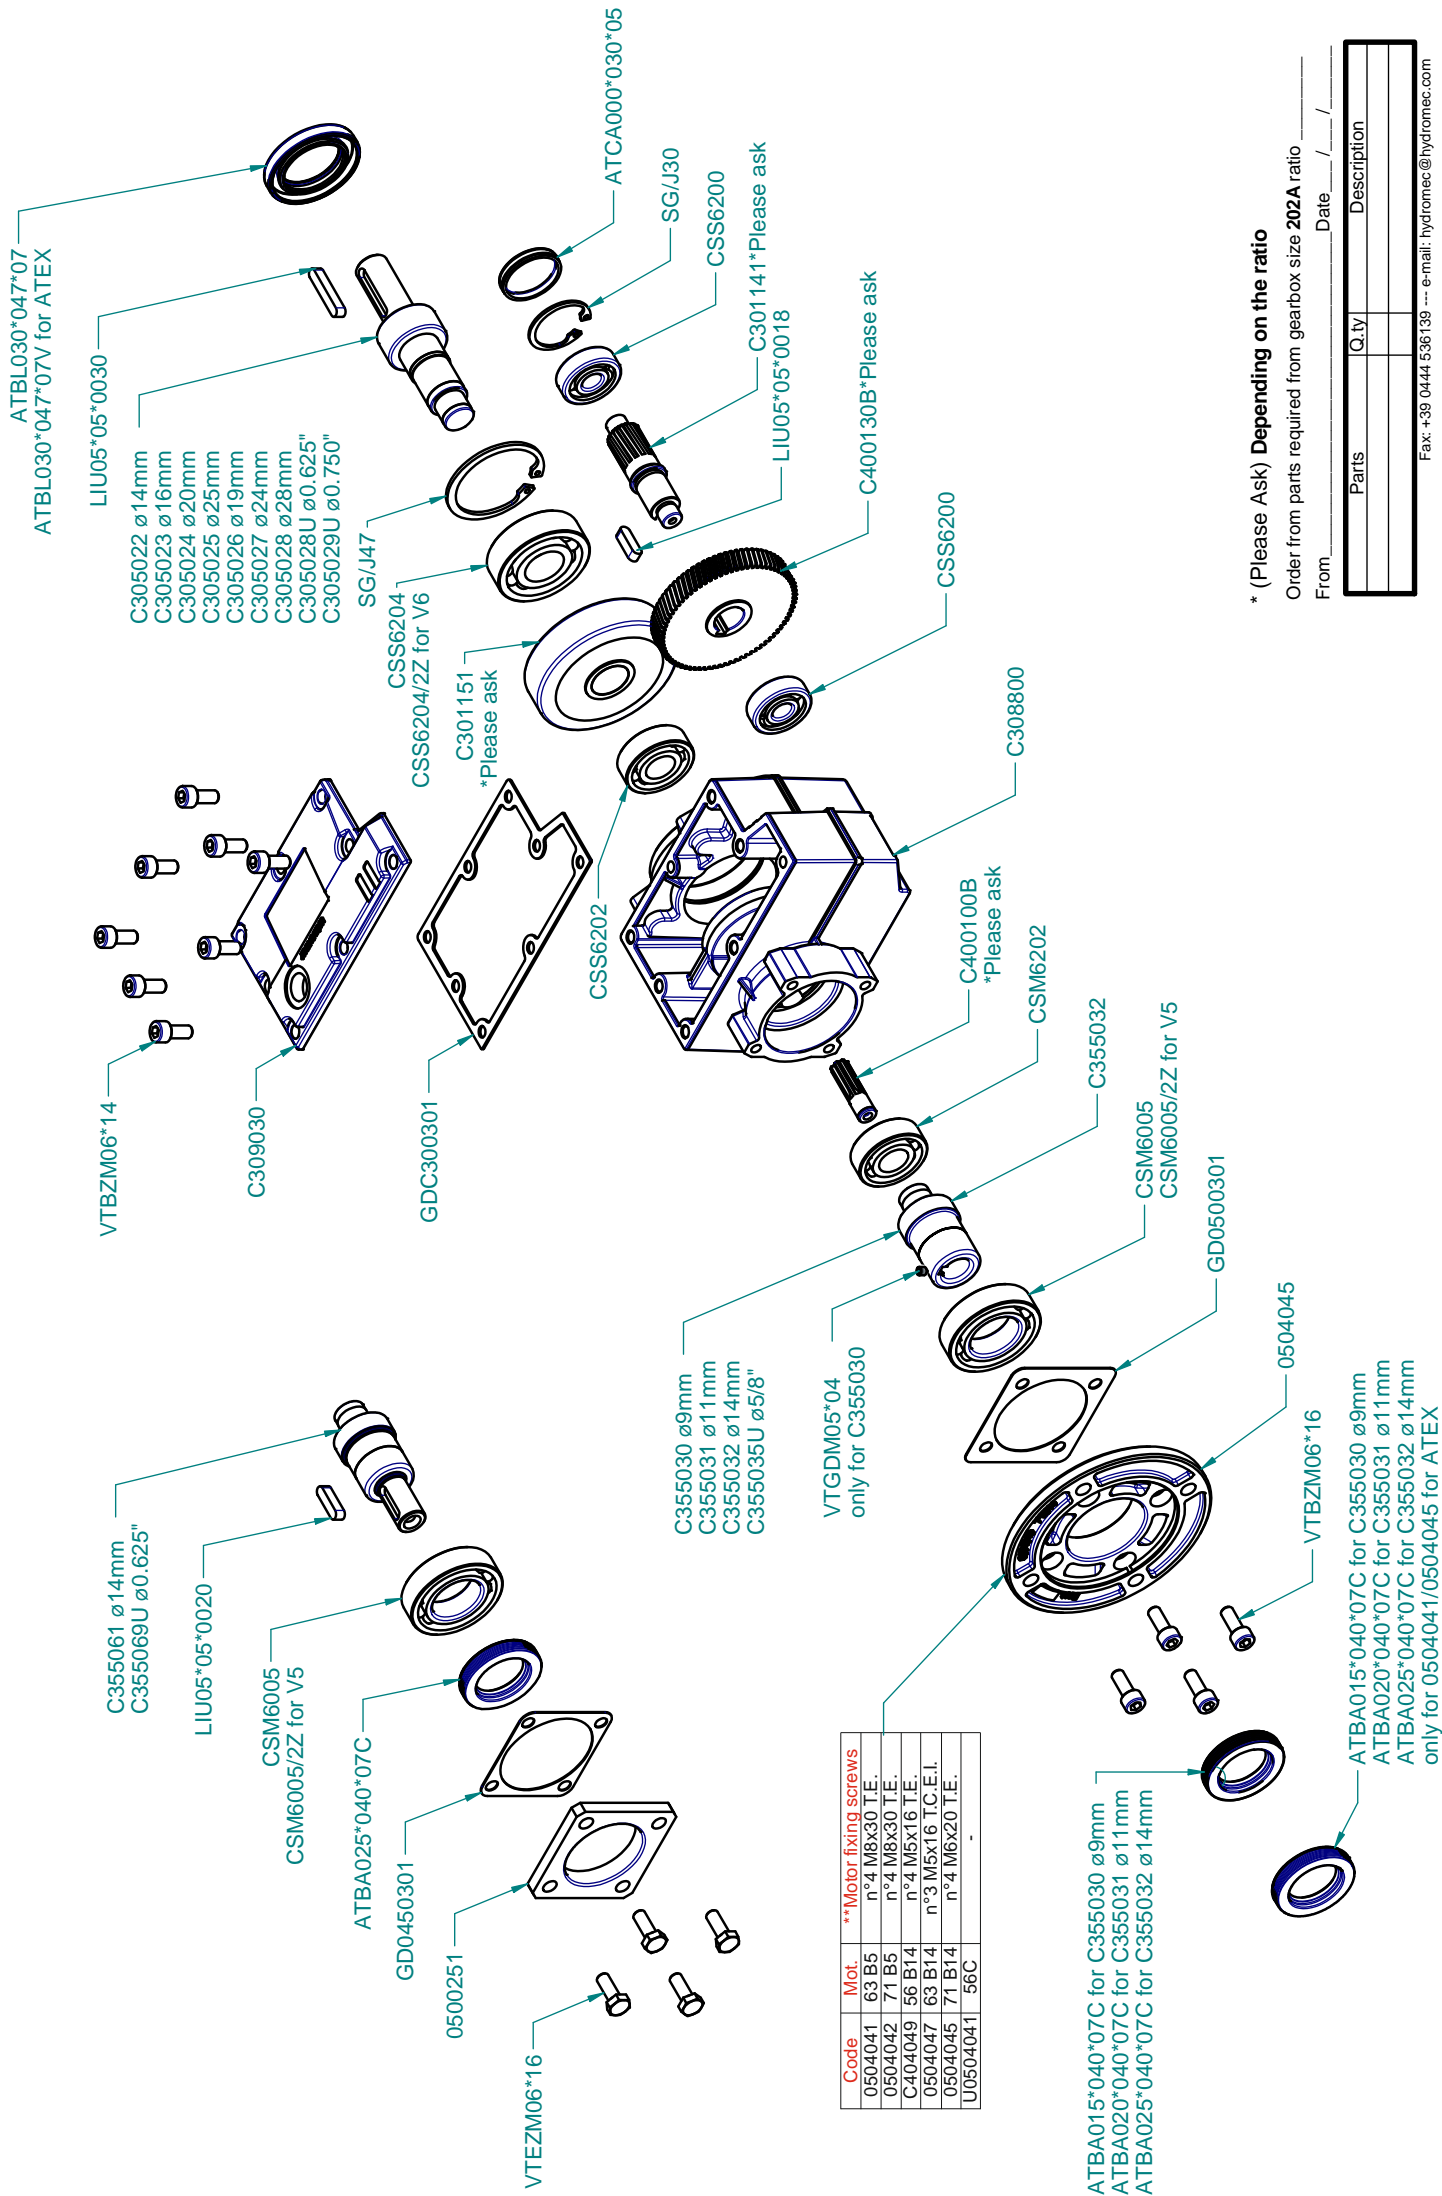 ATBL030*047*07
ATBL030*047*07V for ATEX
LIU05*05*0030
C305022 ø14mm
C305023 ø16mm
C305024 ø20mm
C305025 ø25mm
C305026 ø19mm
C305027 ø24mm
C305028 ø28mm
C305028U ø0.625"
C305029U ø0.750"
SG/J47
CSS6204
CSS6204/2Z for V6
C301151
*Please ask
CSS6202
ATCA000*030*05
SG/J30
CSS6200
C301141*Please ask
LIU05*05*0018
C400130B*Please ask
CSS6200
C308800
VTBZM06*14
C309030
GDC300301
C400100B
*Please ask
CSM6202
C355032
CSM6005
CSM6005/2Z for V5
GD0500301
0504045
VTBZM06*16
C355030 ø9mm
C355031 ø11mm
C355032 ø14mm
C355035U ø5/8"
VTGDM05*04
only for C355030
C355061 ø14mm
C355069U ø0.625"
LIU05*05*0020
CSM6005
CSM6005/2Z for V5
ATBA025*040*07C
GD0450301
0500251
VTEZM06*16
Code Mot. **Motor fixing screws
0504041 63 B5 n°4 M8x30 T.E.
0504042 71 B5 n°4 M8x30 T.E.
C404049 56 B14 n°4 M5x16 T.E.
0504047 63 B14 n°3 M5x16 T.C.E.I.
0504045 71 B14 n°4 M6x20 T.E.
U0504041 56C -
ATBA015*040*07C for C355030 ø9mm
ATBA020*040*07C for C355031 ø11mm
ATBA025*040*07C for C355032 ø14mm
ATBA015*040*07C for C355030 ø9mm
ATBA020*040*07C for C355031 ø11mm
ATBA025*040*07C for C355032 ø14mm
only for 0504041/0504045 for ATEX
* (Please Ask) Depending on the ratio
Order from parts required from gearbox size 202A ratio ________
From ________ Date ___/___/____
Parts Q.ty Description
Fax: +39 0444 536139 --- e-mail: hydromec@hydromec.com